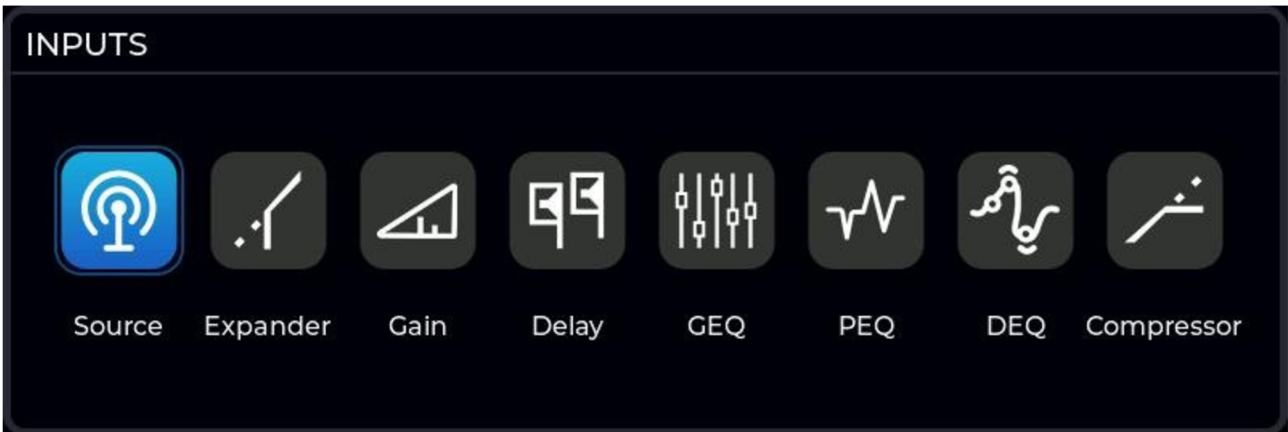 INPUTS
Source Expander Gain Delay GEQ PEQ DEQ Compressor